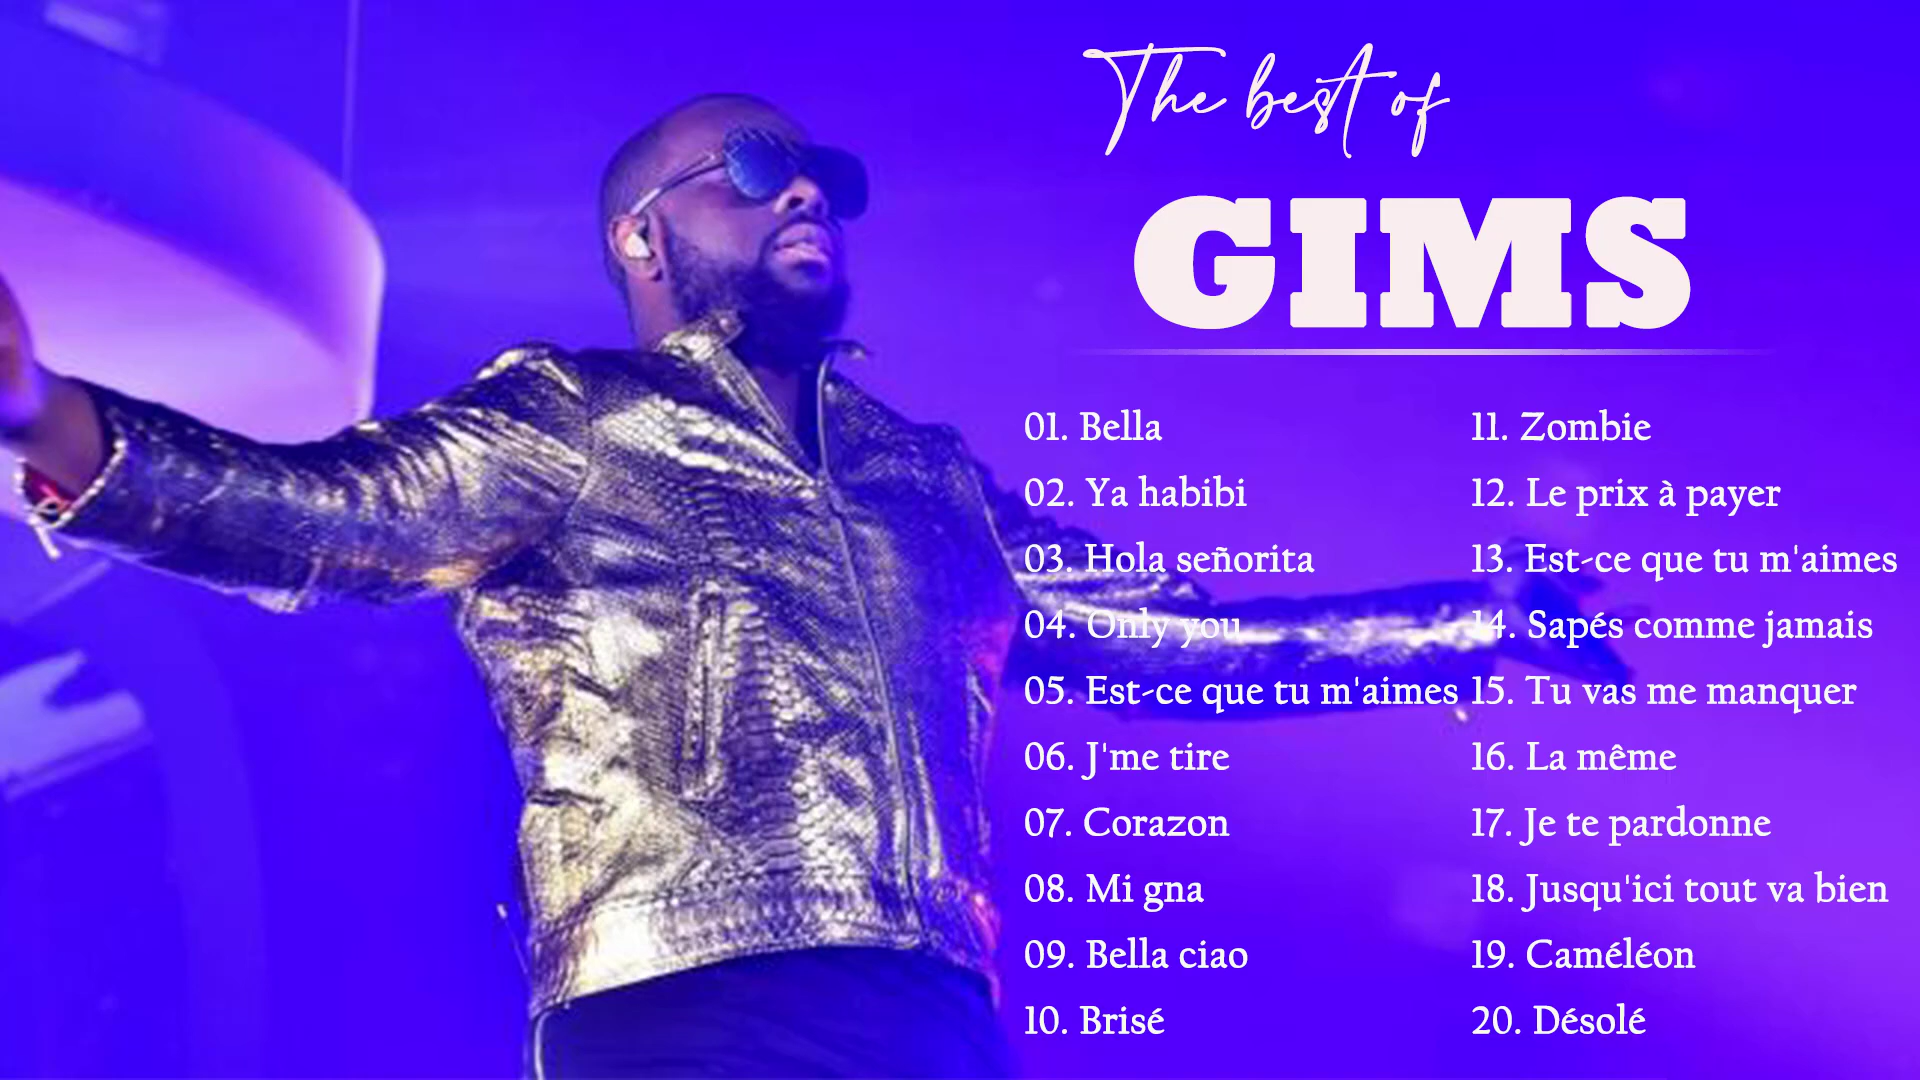 The best of
GIMS
01. Bella
02. Ya habibi
03. Hola señorita
04. Only you
05. Est-ce que tu m'aimes
06. J'me tire
07. Corazon
08. Mi gna
09. Bella ciao
10. Brisé
11. Zombie
12. Le prix à payer
13. Est-ce que tu m'aimes
14. Sapés comme jamais
15. Tu vas me manquer
16. La même
17. Je te pardonne
18. Jusqu'ici tout va bien
19. Caméléon
20. Désolé